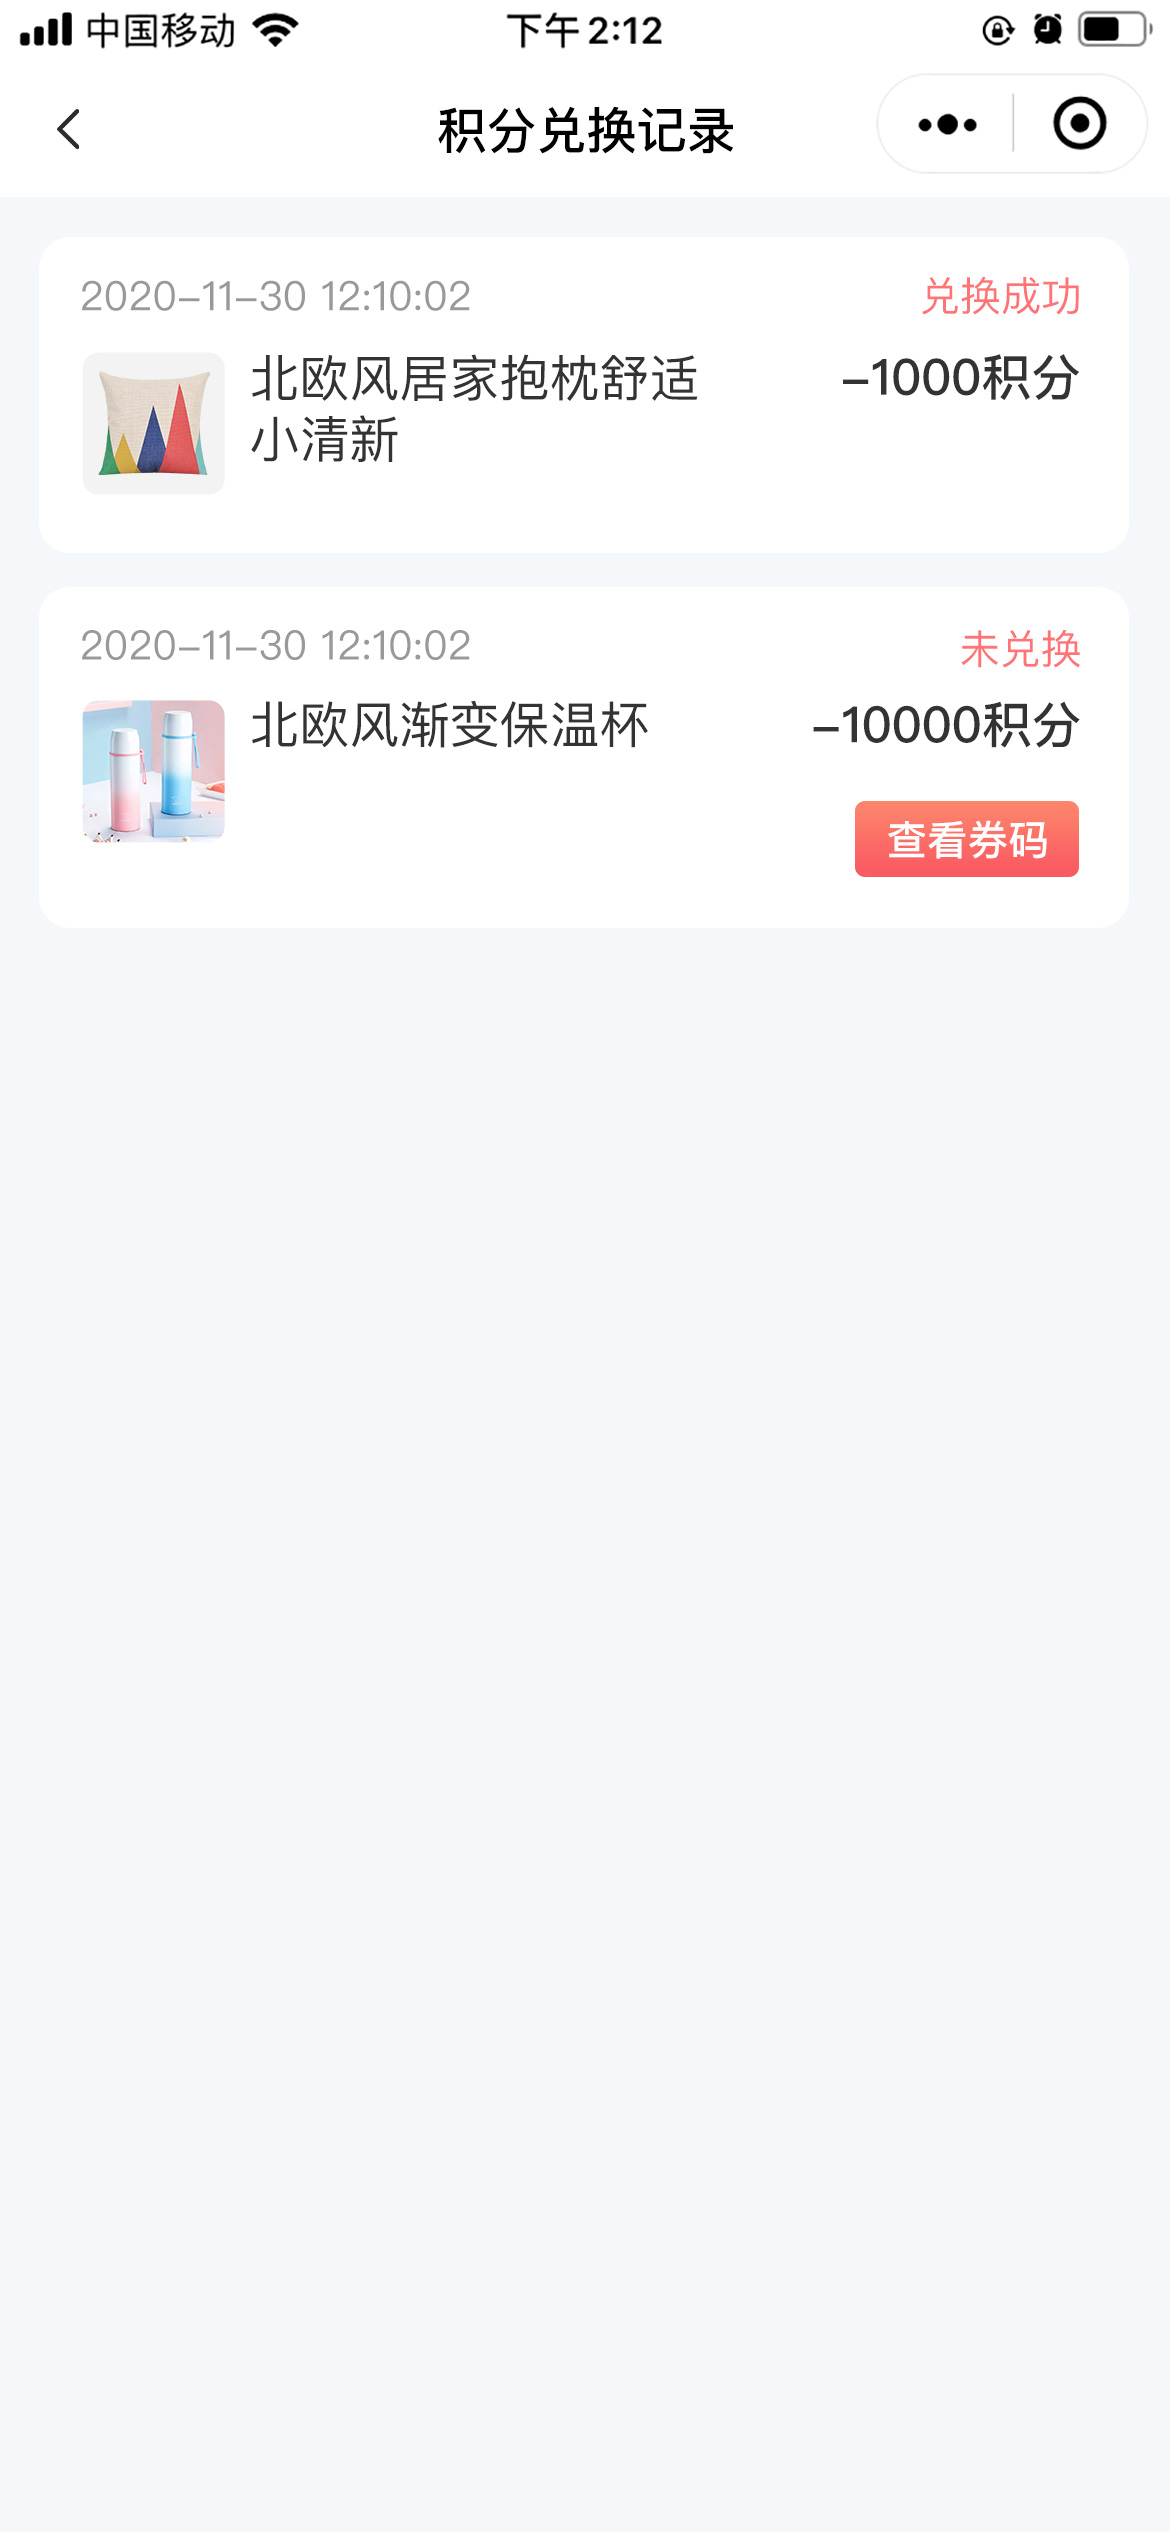 中国移动 下午2:12
积分兑换记录
2020-11-30 12:10:02 兑换成功
北欧风居家抱枕舒适 -1000积分
小清新
2020-11-30 12:10:02 未兑换
北欧风渐变保温杯 -10000积分
查看券码